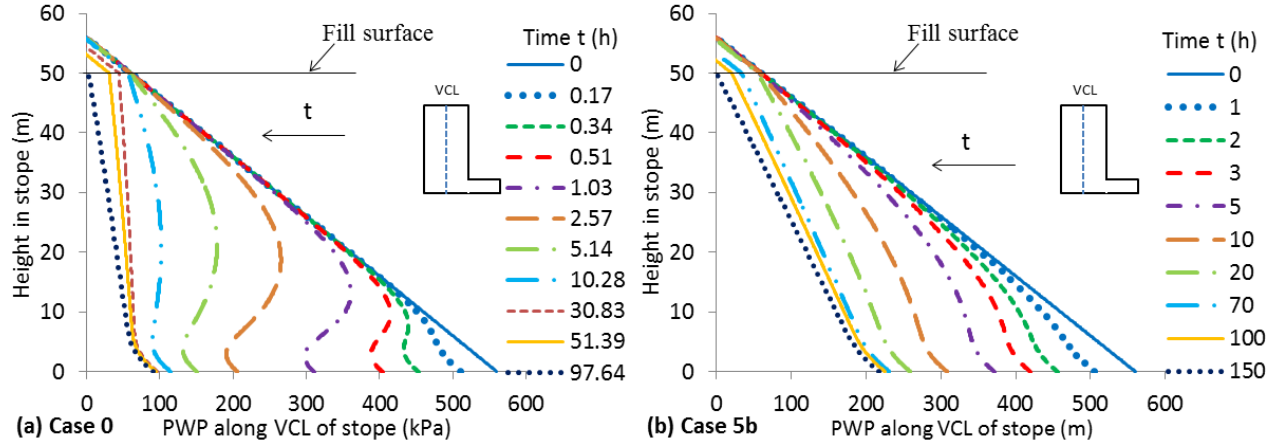 60
50
40
30
20
10
0
Height in stope (m)
0 100 200 300 400 500 600
(a) Case 0 PWP along VCL of stope (kPa)
Fill surface
t
VCL
Time t (h)
0
0.17
0.34
0.51
1.03
2.57
5.14
10.28
30.83
51.39
97.64
60
50
40
30
20
10
0
Height in stope (m)
0 100 200 300 400 500 600
(b) Case 5b PWP along VCL of stope (m)
Fill surface
t
VCL
Time t (h)
0
1
2
3
5
10
20
70
100
150